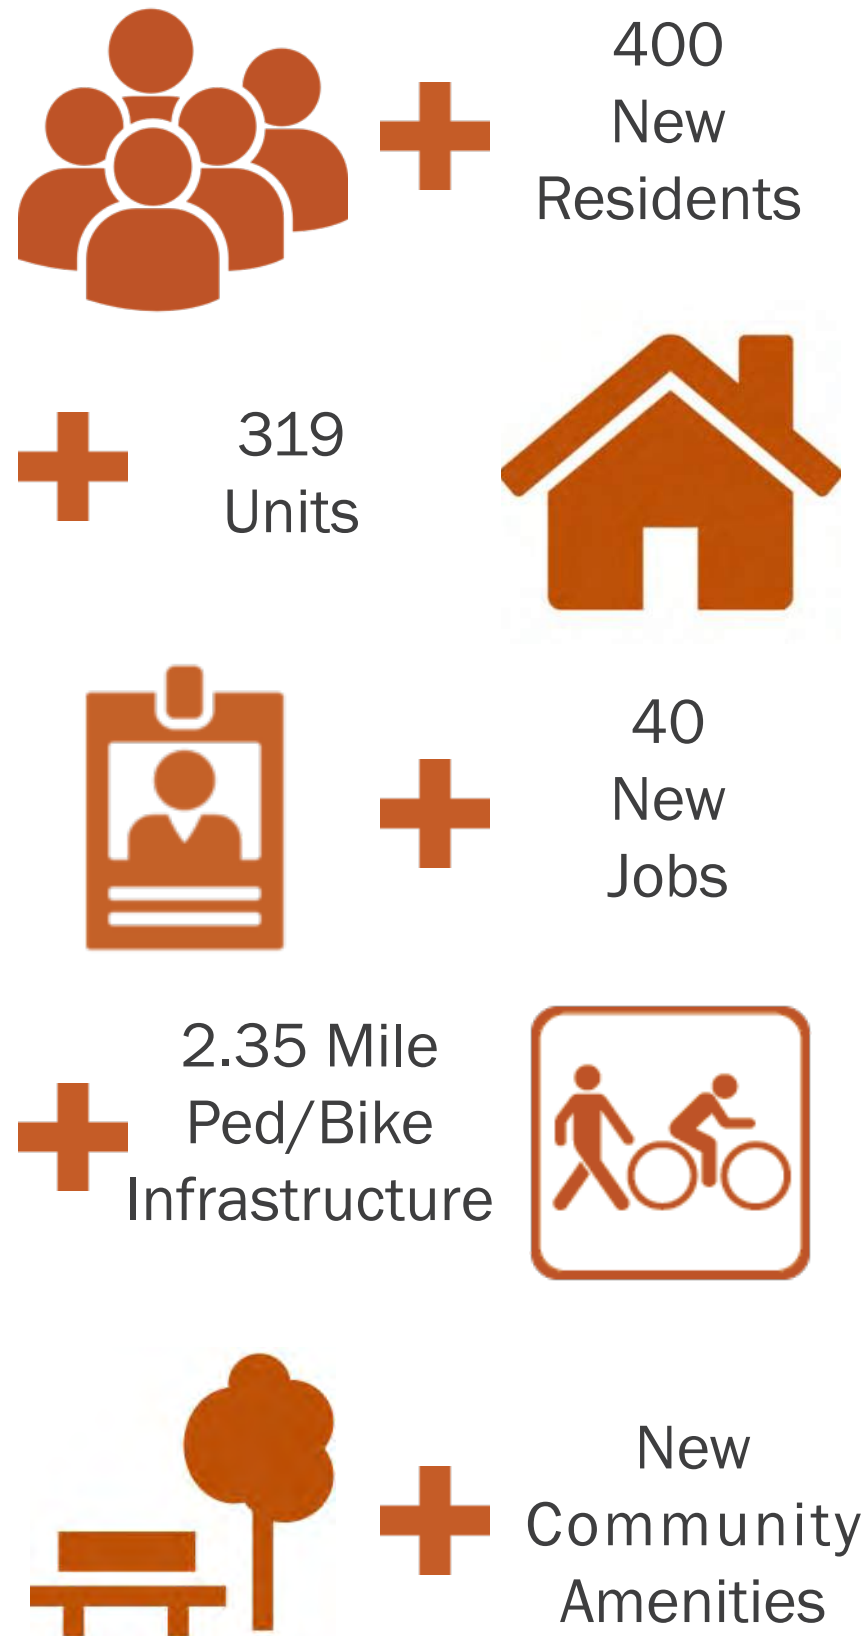 400
New
Residents
319
Units
40
New
Jobs
2.35 Mile
Ped/Bike
Infrastructure
New
Community
Amenities